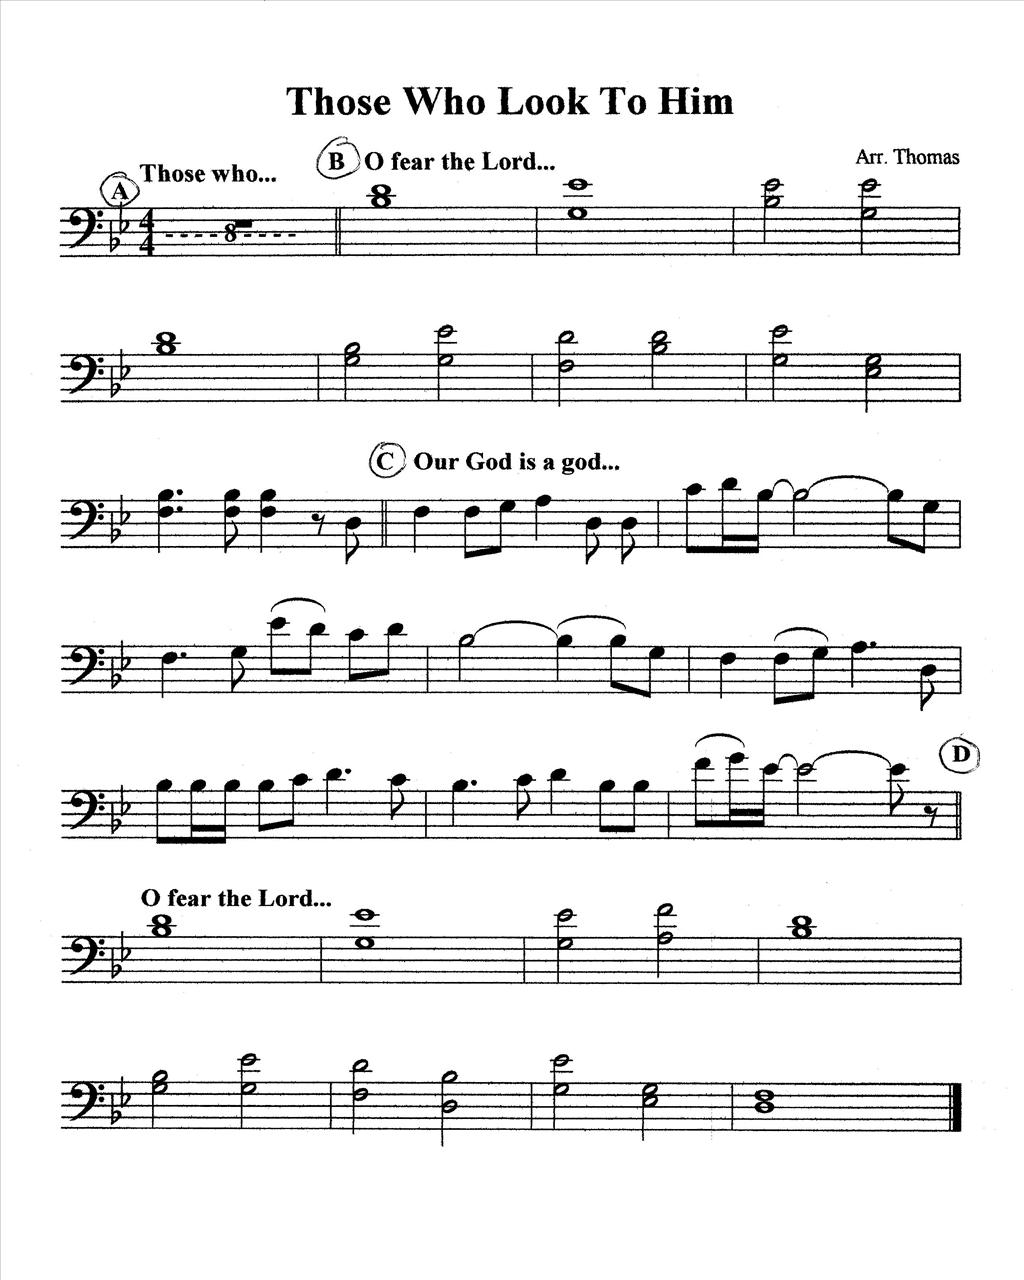 Those Who Look To Him
Arr. Thomas
A Those who...
B O fear the Lord...
4
4
8
C Our God is a god...
D
O fear the Lord...